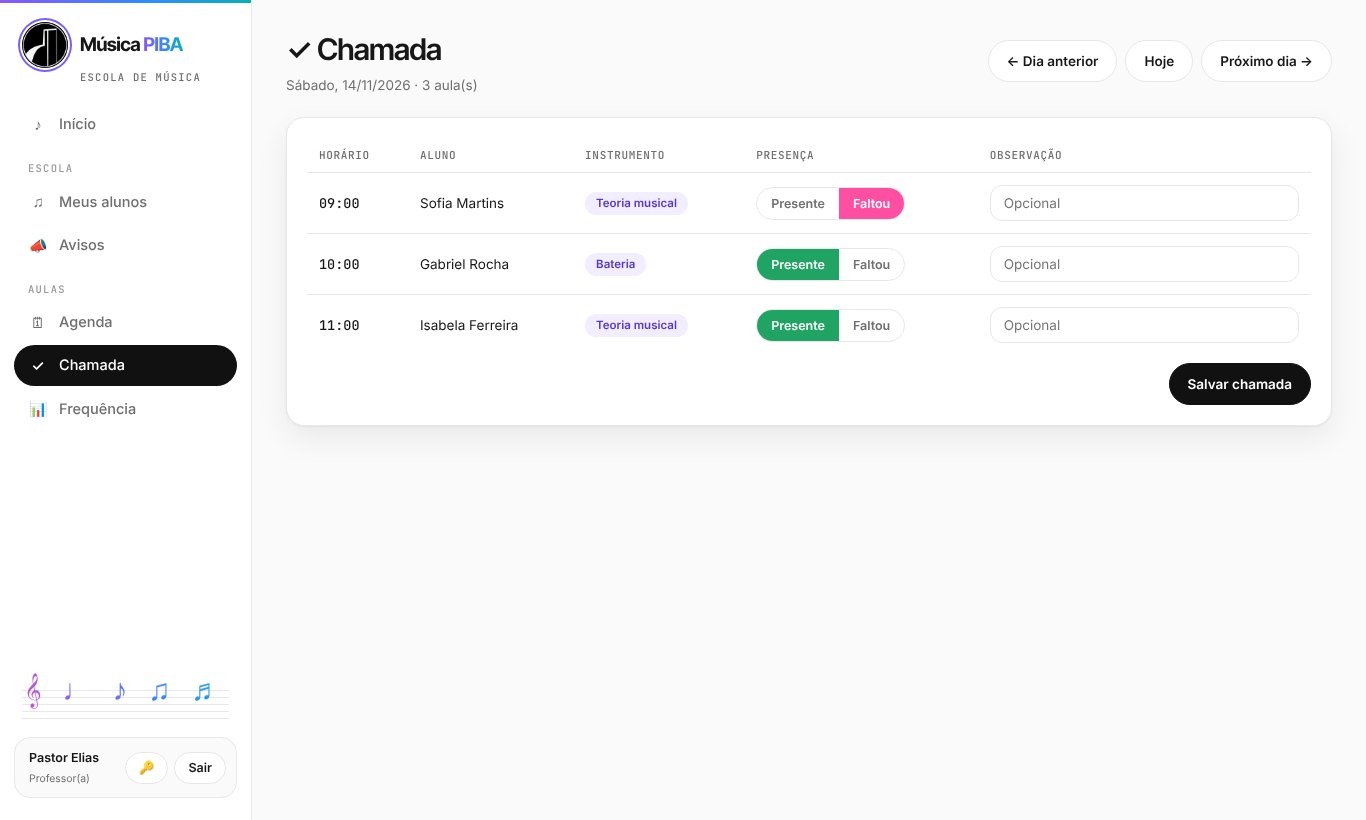 Música PIBA
ESCOLA DE MÚSICA
♪ Início
ESCOLA
♫ Meus alunos
📣 Avisos
AULAS
🗓 Agenda
✓ Chamada
📊 Frequência
Pastor Elias
Professor(a)
🔑
Sair
✓ Chamada
Sábado, 14/11/2026 · 3 aula(s)
← Dia anterior Hoje Próximo dia →
HORÁRIO ALUNO INSTRUMENTO PRESENÇA OBSERVAÇÃO
09:00 Sofia Martins Teoria musical Presente Faltou Opcional
10:00 Gabriel Rocha Bateria Presente Faltou Opcional
11:00 Isabela Ferreira Teoria musical Presente Faltou Opcional
Salvar chamada